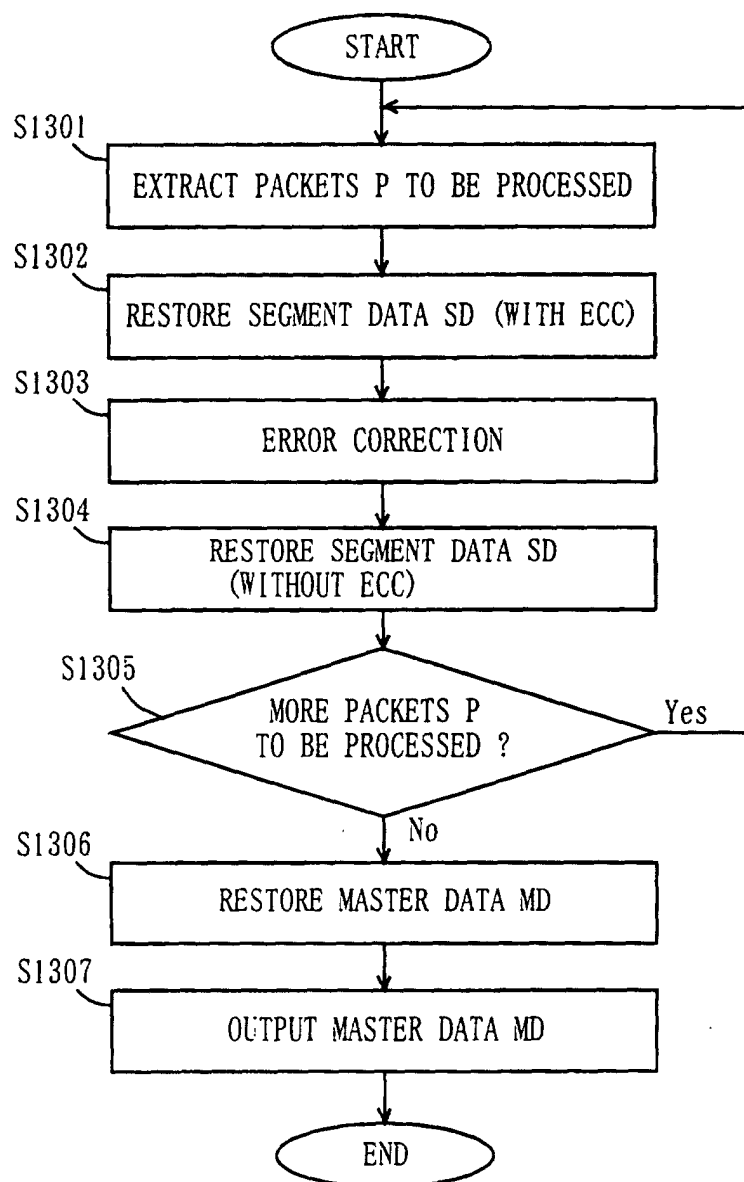 START
S1301
EXTRACT PACKETS P TO BE PROCESSED
S1302
RESTORE SEGMENT DATA SD (WITH ECC)
S1303
ERROR CORRECTION
S1304
RESTORE SEGMENT DATA SD
(WITHOUT ECC)
S1305
MORE PACKETS P
TO BE PROCESSED ?
Yes
No
S1306
RESTORE MASTER DATA MD
S1307
OUTPUT MASTER DATA MD
END